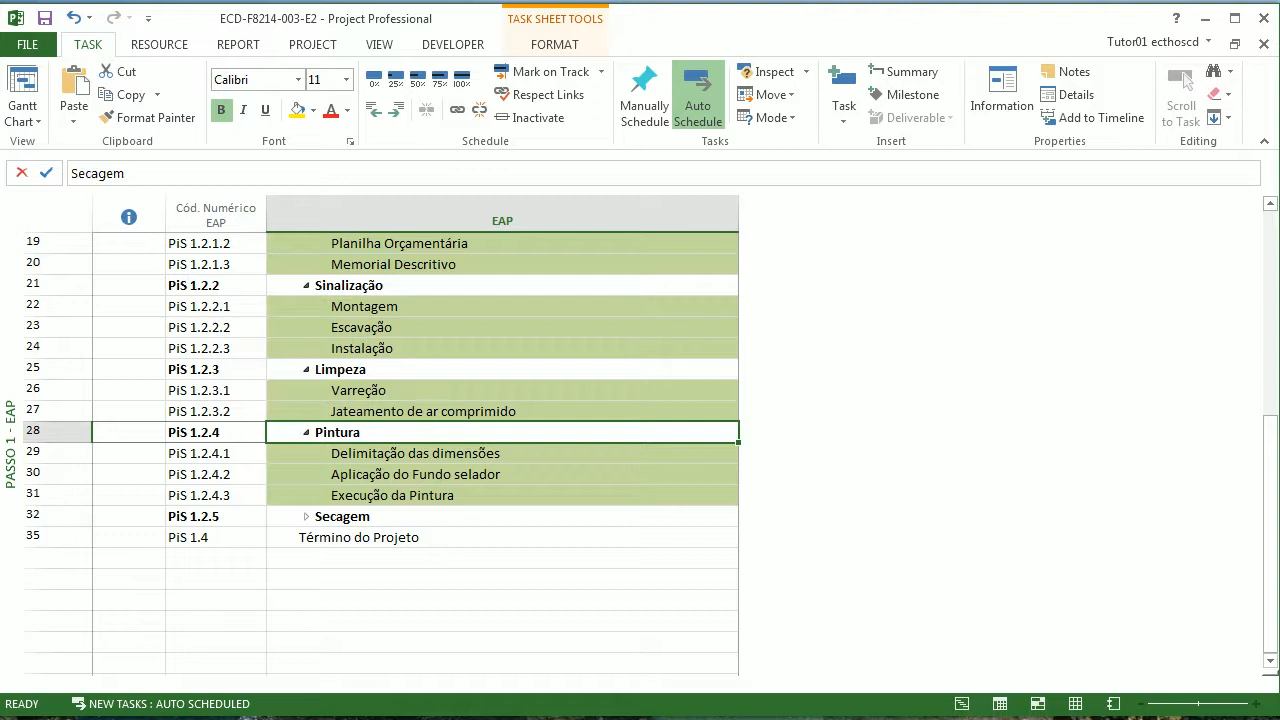 ECD-F8214-003-E2 - Project Professional
TASK SHEET TOOLS
?
FILE TASK RESOURCE REPORT PROJECT VIEW DEVELOPER FORMAT
Tutor01 ecthoscd
Gantt Chart
View
Paste
Cut
Copy
Format Painter
Clipboard
Calibri 11
B I U A
Font
0% 25% 50% 75% 100%
Mark on Track
Respect Links
Inactivate
Schedule
Manually Schedule
Auto Schedule
Inspect
Move
Mode
Tasks
Task
Summary
Milestone
Deliverable
Insert
Information
Notes
Details
Add to Timeline
Properties
Scroll to Task
Editing
Secagem
Cód. Numérico EAP
EAP
19 PiS 1.2.1.2 Planilha Orçamentária
20 PiS 1.2.1.3 Memorial Descritivo
21 PiS 1.2.2 Sinalização
22 PiS 1.2.2.1 Montagem
23 PiS 1.2.2.2 Escavação
24 PiS 1.2.2.3 Instalação
25 PiS 1.2.3 Limpeza
26 PiS 1.2.3.1 Varreção
27 PiS 1.2.3.2 Jateamento de ar comprimido
28 PiS 1.2.4 Pintura
29 PiS 1.2.4.1 Delimitação das dimensões
30 PiS 1.2.4.2 Aplicação do Fundo selador
31 PiS 1.2.4.3 Execução da Pintura
32 PiS 1.2.5 Secagem
35 PiS 1.4 Término do Projeto
PASSO 1 - EAP
READY NEW TASKS : AUTO SCHEDULED